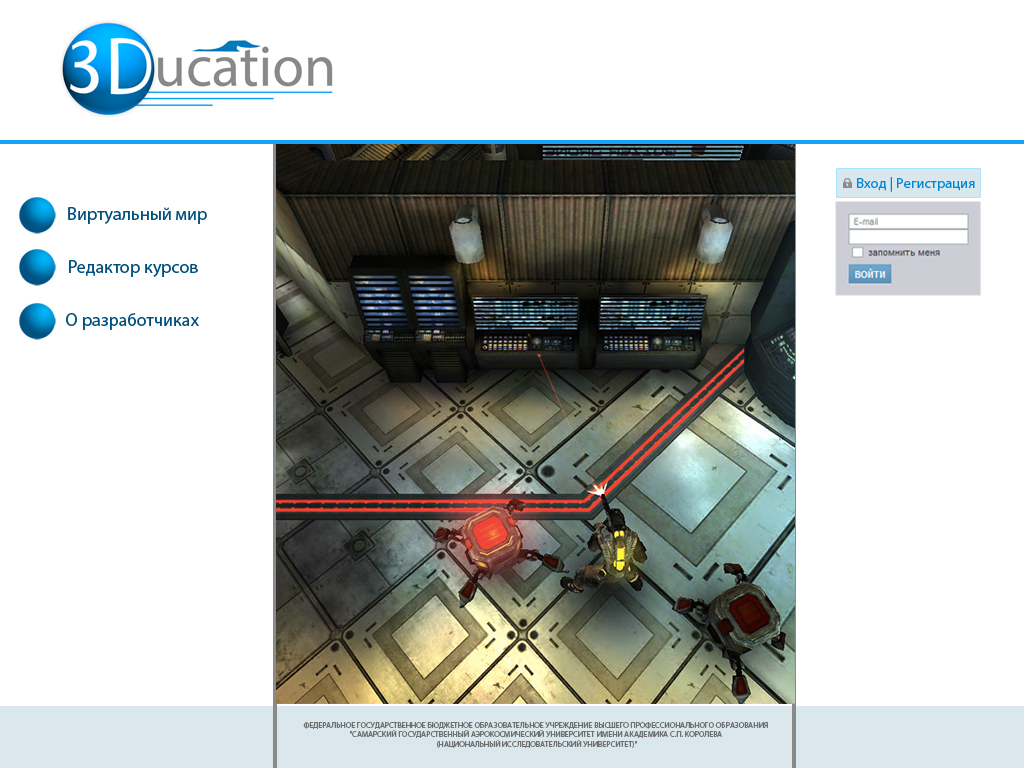 3Ducation
Виртуальный мир
Редактор курсов
О разработчиках
Вход | Регистрация
E-mail
запомнить меня
ВОЙТИ
ФЕДЕРАЛЬНОЕ ГОСУДАРСТВЕННОЕ БЮДЖЕТНОЕ ОБРАЗОВАТЕЛЬНОЕ УЧРЕЖДЕНИЕ ВЫСШЕГО ПРОФЕССИОНАЛЬНОГО ОБРАЗОВАНИЯ
"САМАРСКИЙ ГОСУДАРСТВЕННЫЙ АЭРОКОСМИЧЕСКИЙ УНИВЕРСИТЕТ ИМЕНИ АКАДЕМИКА С.П. КОРОЛЕВА
(НАЦИОНАЛЬНЫЙ ИССЛЕДОВАТЕЛЬСКИЙ УНИВЕРСИТЕТ)"